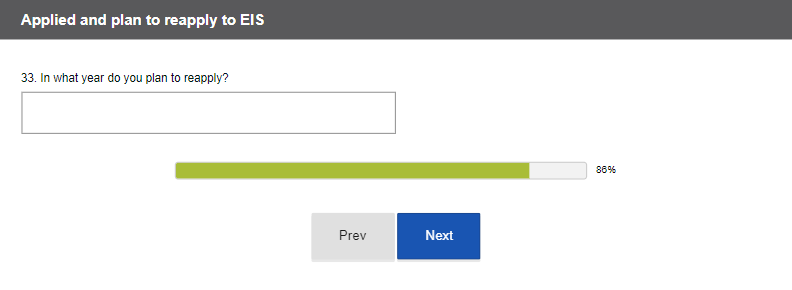 Applied and plan to reapply to EIS
33. In what year do you plan to reapply?
86%
Prev
Next